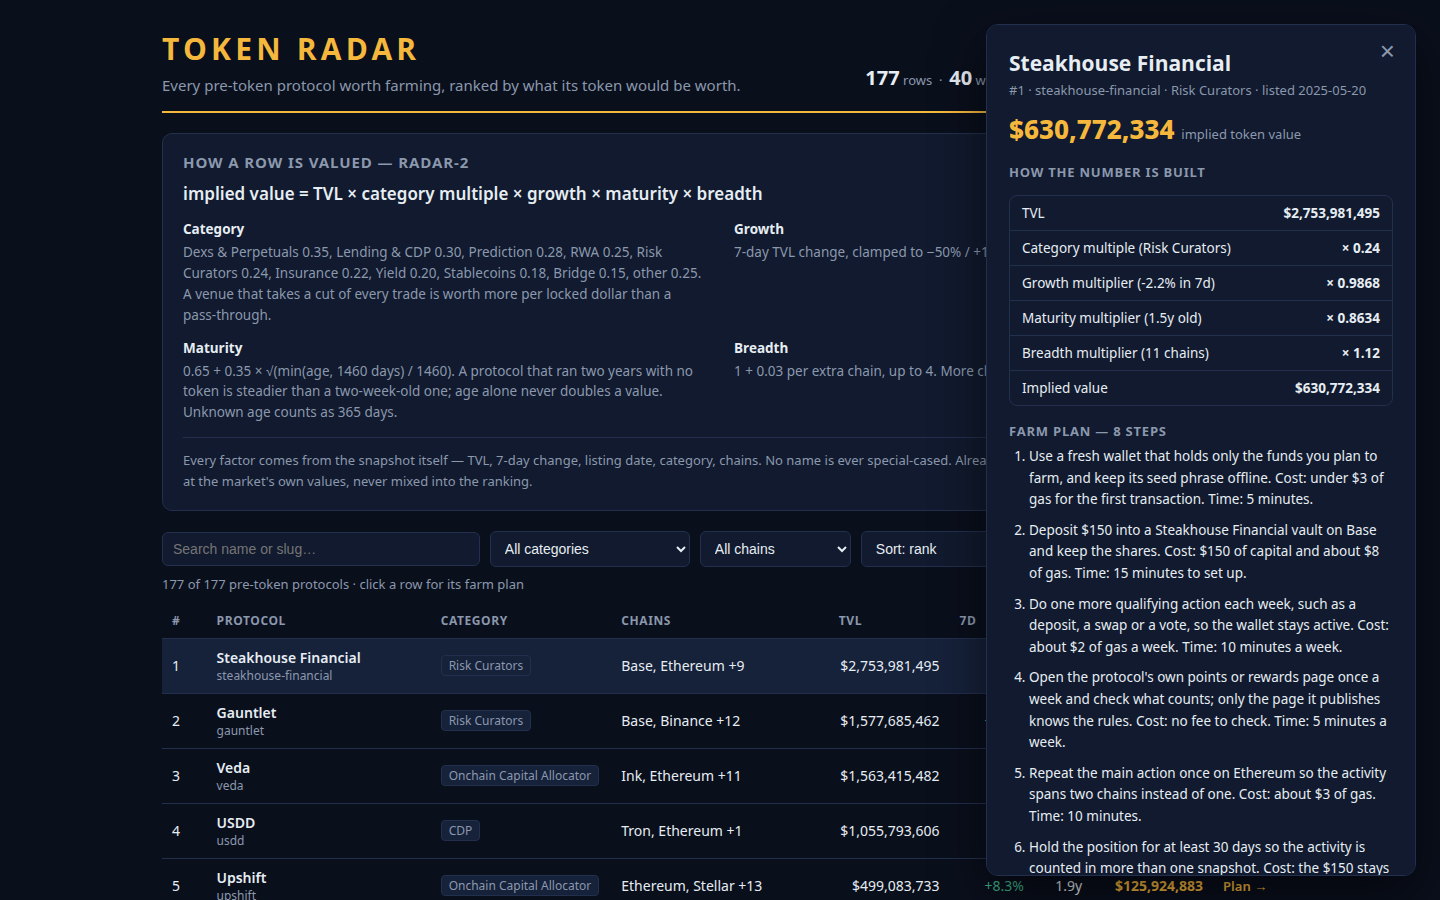 TOKEN RADAR
Every pre-token protocol worth farming, ranked by what its token would be worth.
177 rows · 40 w
HOW A ROW IS VALUED — RADAR-2
implied value = TVL × category multiple × growth × maturity × breadth
Category
Dexs & Perpetuals 0.35, Lending & CDP 0.30, Prediction 0.28, RWA 0.25, Risk
Curators 0.24, Insurance 0.22, Yield 0.20, Stablecoins 0.18, Bridge 0.15, other 0.25.
A venue that takes a cut of every trade is worth more per locked dollar than a
pass-through.
Growth
7-day TVL change, clamped to −50% / +1
Maturity
0.65 + 0.35 × √(min(age, 1460 days) / 1460). A protocol that ran two years with no
token is steadier than a two-week-old one; age alone never doubles a value.
Unknown age counts as 365 days.
Breadth
1 + 0.03 per extra chain, up to 4. More cl
Every factor comes from the snapshot itself — TVL, 7-day change, listing date, category, chains. No name is ever special-cased. Alrea
at the market's own values, never mixed into the ranking.
Search name or slug…
All categories
All chains
Sort: rank
177 of 177 pre-token protocols · click a row for its farm plan
# PROTOCOL CATEGORY CHAINS TVL 7D
1 Steakhouse Financial Risk Curators Base, Ethereum +9 $2,753,981,495
steakhouse-financial
2 Gauntlet Risk Curators Base, Binance +12 $1,577,685,462
gauntlet
3 Veda Onchain Capital Allocator Ink, Ethereum +11 $1,563,415,482
veda
4 USDD CDP Tron, Ethereum +1 $1,055,793,606
usdd
5 Upshift Onchain Capital Allocator Ethereum, Stellar +13 $499,083,733 +8.3% 1.9y $125,924,883 Plan →
upshift
Steakhouse Financial
✕
#1 · steakhouse-financial · Risk Curators · listed 2025-05-20
$630,772,334 implied token value
HOW THE NUMBER IS BUILT
TVL $2,753,981,495
Category multiple (Risk Curators) × 0.24
Growth multiplier (-2.2% in 7d) × 0.9868
Maturity multiplier (1.5y old) × 0.8634
Breadth multiplier (11 chains) × 1.12
Implied value $630,772,334
FARM PLAN — 8 STEPS
1. Use a fresh wallet that holds only the funds you plan to
farm, and keep its seed phrase offline. Cost: under $3 of
gas for the first transaction. Time: 5 minutes.
2. Deposit $150 into a Steakhouse Financial vault on Base
and keep the shares. Cost: $150 of capital and about $8
of gas. Time: 15 minutes to set up.
3. Do one more qualifying action each week, such as a
deposit, a swap or a vote, so the wallet stays active. Cost:
about $2 of gas a week. Time: 10 minutes a week.
4. Open the protocol's own points or rewards page once a
week and check what counts; only the page it publishes
knows the rules. Cost: no fee to check. Time: 5 minutes a
week.
5. Repeat the main action once on Ethereum so the activity
spans two chains instead of one. Cost: about $3 of gas.
Time: 10 minutes.
6. Hold the position for at least 30 days so the activity is
counted in more than one snapshot. Cost: the $150 stays